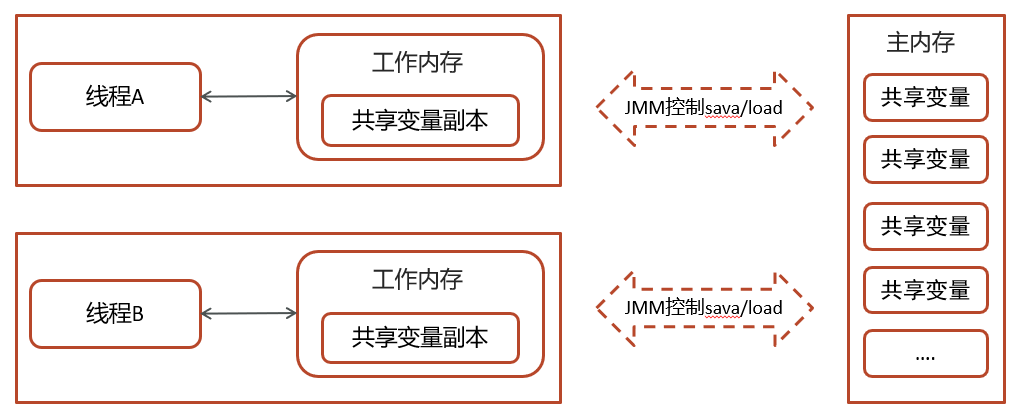 线程A
工作内存
共享变量副本
JMM控制sava/load
线程B
工作内存
共享变量副本
JMM控制sava/load
主内存
共享变量
共享变量
共享变量
共享变量
....